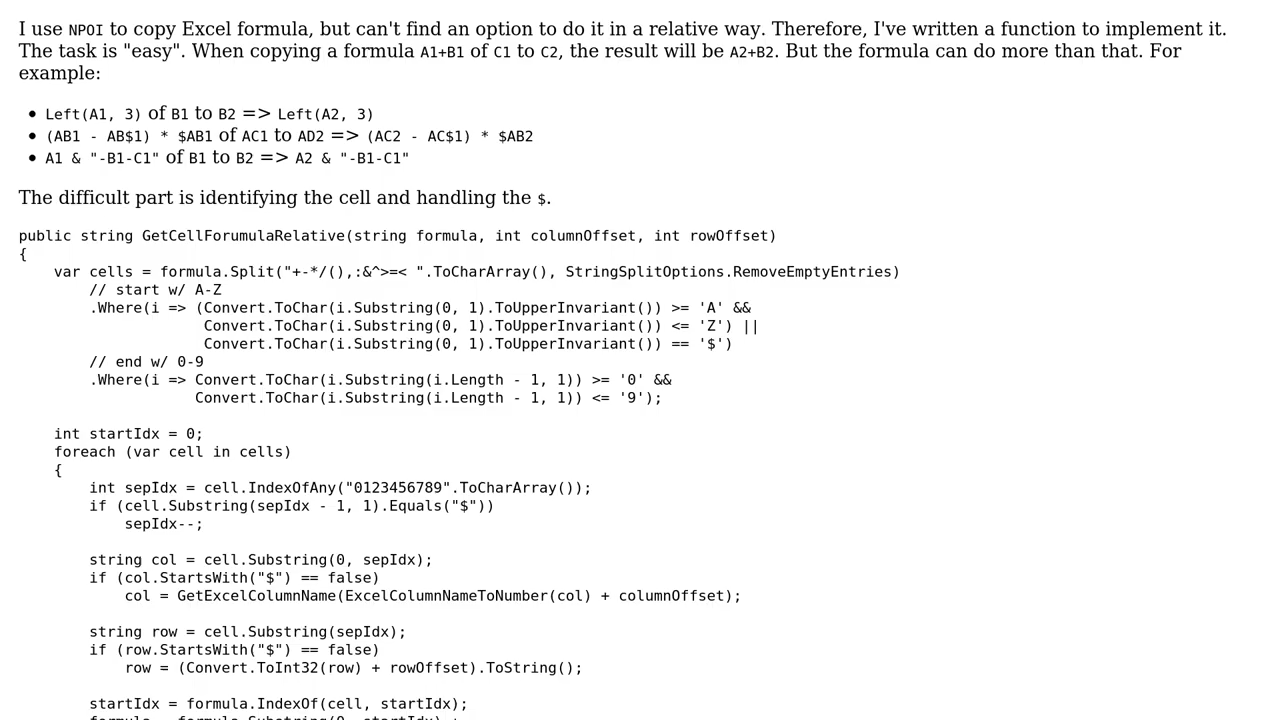 I use NPOI to copy Excel formula, but can't find an option to do it in a relative way. Therefore, I've written a function to implement it.
The task is "easy". When copying a formula A1+B1 of C1 to C2, the result will be A2+B2. But the formula can do more than that. For
example:
• Left(A1, 3) of B1 to B2 => Left(A2, 3)
• (AB1 - AB$1) * $AB1 of AC1 to AD2 => (AC2 - AC$1) * $AB2
• A1 & "-B1-C1" of B1 to B2 => A2 & "-B1-C1"
The difficult part is identifying the cell and handling the $.
public string GetCellForumulaRelative(string formula, int columnOffset, int rowOffset)
{
    var cells = formula.Split("+-*/(),:&^>=< ".ToCharArray(), StringSplitOptions.RemoveEmptyEntries)
        // start w/ A-Z
        .Where(i => (Convert.ToChar(i.Substring(0, 1).ToUpperInvariant()) >= 'A' &&
                     Convert.ToChar(i.Substring(0, 1).ToUpperInvariant()) <= 'Z') ||
                     Convert.ToChar(i.Substring(0, 1).ToUpperInvariant()) == '$')
        // end w/ 0-9
        .Where(i => Convert.ToChar(i.Substring(i.Length - 1, 1)) >= '0' &&
                    Convert.ToChar(i.Substring(i.Length - 1, 1)) <= '9');
    int startIdx = 0;
    foreach (var cell in cells)
    {
        int sepIdx = cell.IndexOfAny("0123456789".ToCharArray());
        if (cell.Substring(sepIdx - 1, 1).Equals("$"))
            sepIdx--;
        string col = cell.Substring(0, sepIdx);
        if (col.StartsWith("$") == false)
            col = GetExcelColumnName(ExcelColumnNameToNumber(col) + columnOffset);
        string row = cell.Substring(sepIdx);
        if (row.StartsWith("$") == false)
            row = (Convert.ToInt32(row) + rowOffset).ToString();
        startIdx = formula.IndexOf(cell, startIdx);